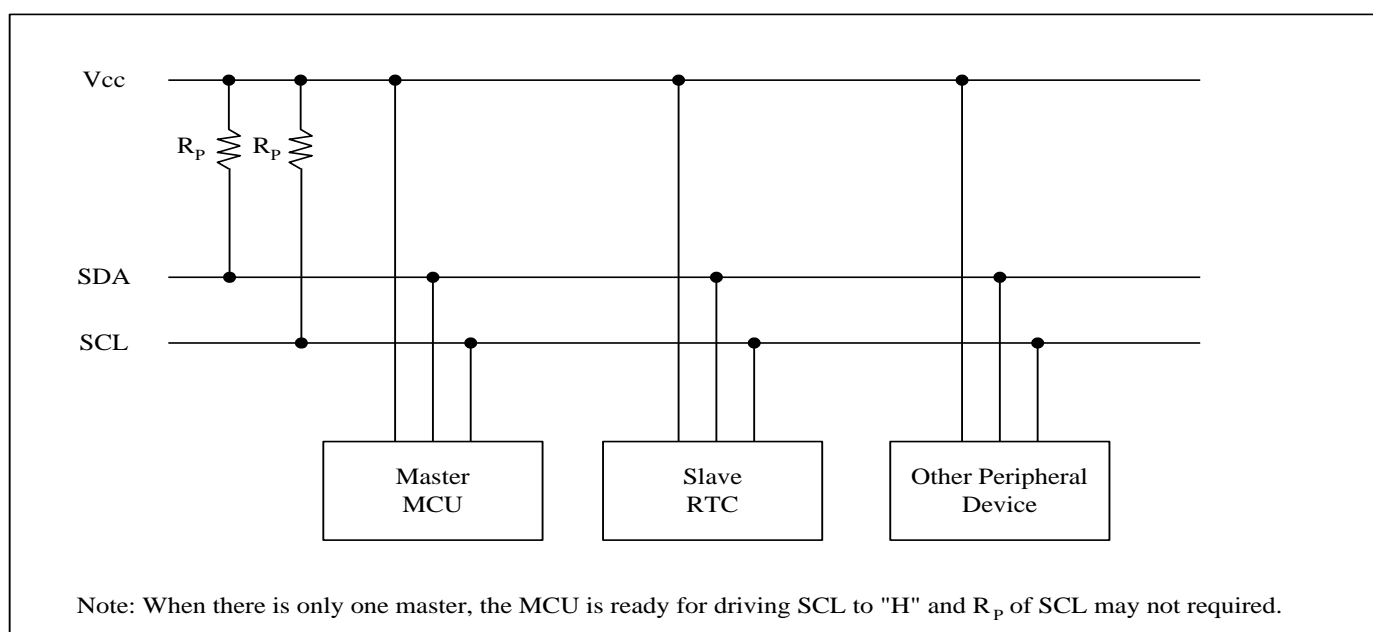 Vcc
R_P R_P
SDA
SCL
Master
MCU
Slave
RTC
Other Peripheral
Device
Note: When there is only one master, the MCU is ready for driving SCL to "H" and R_P of SCL may not required.